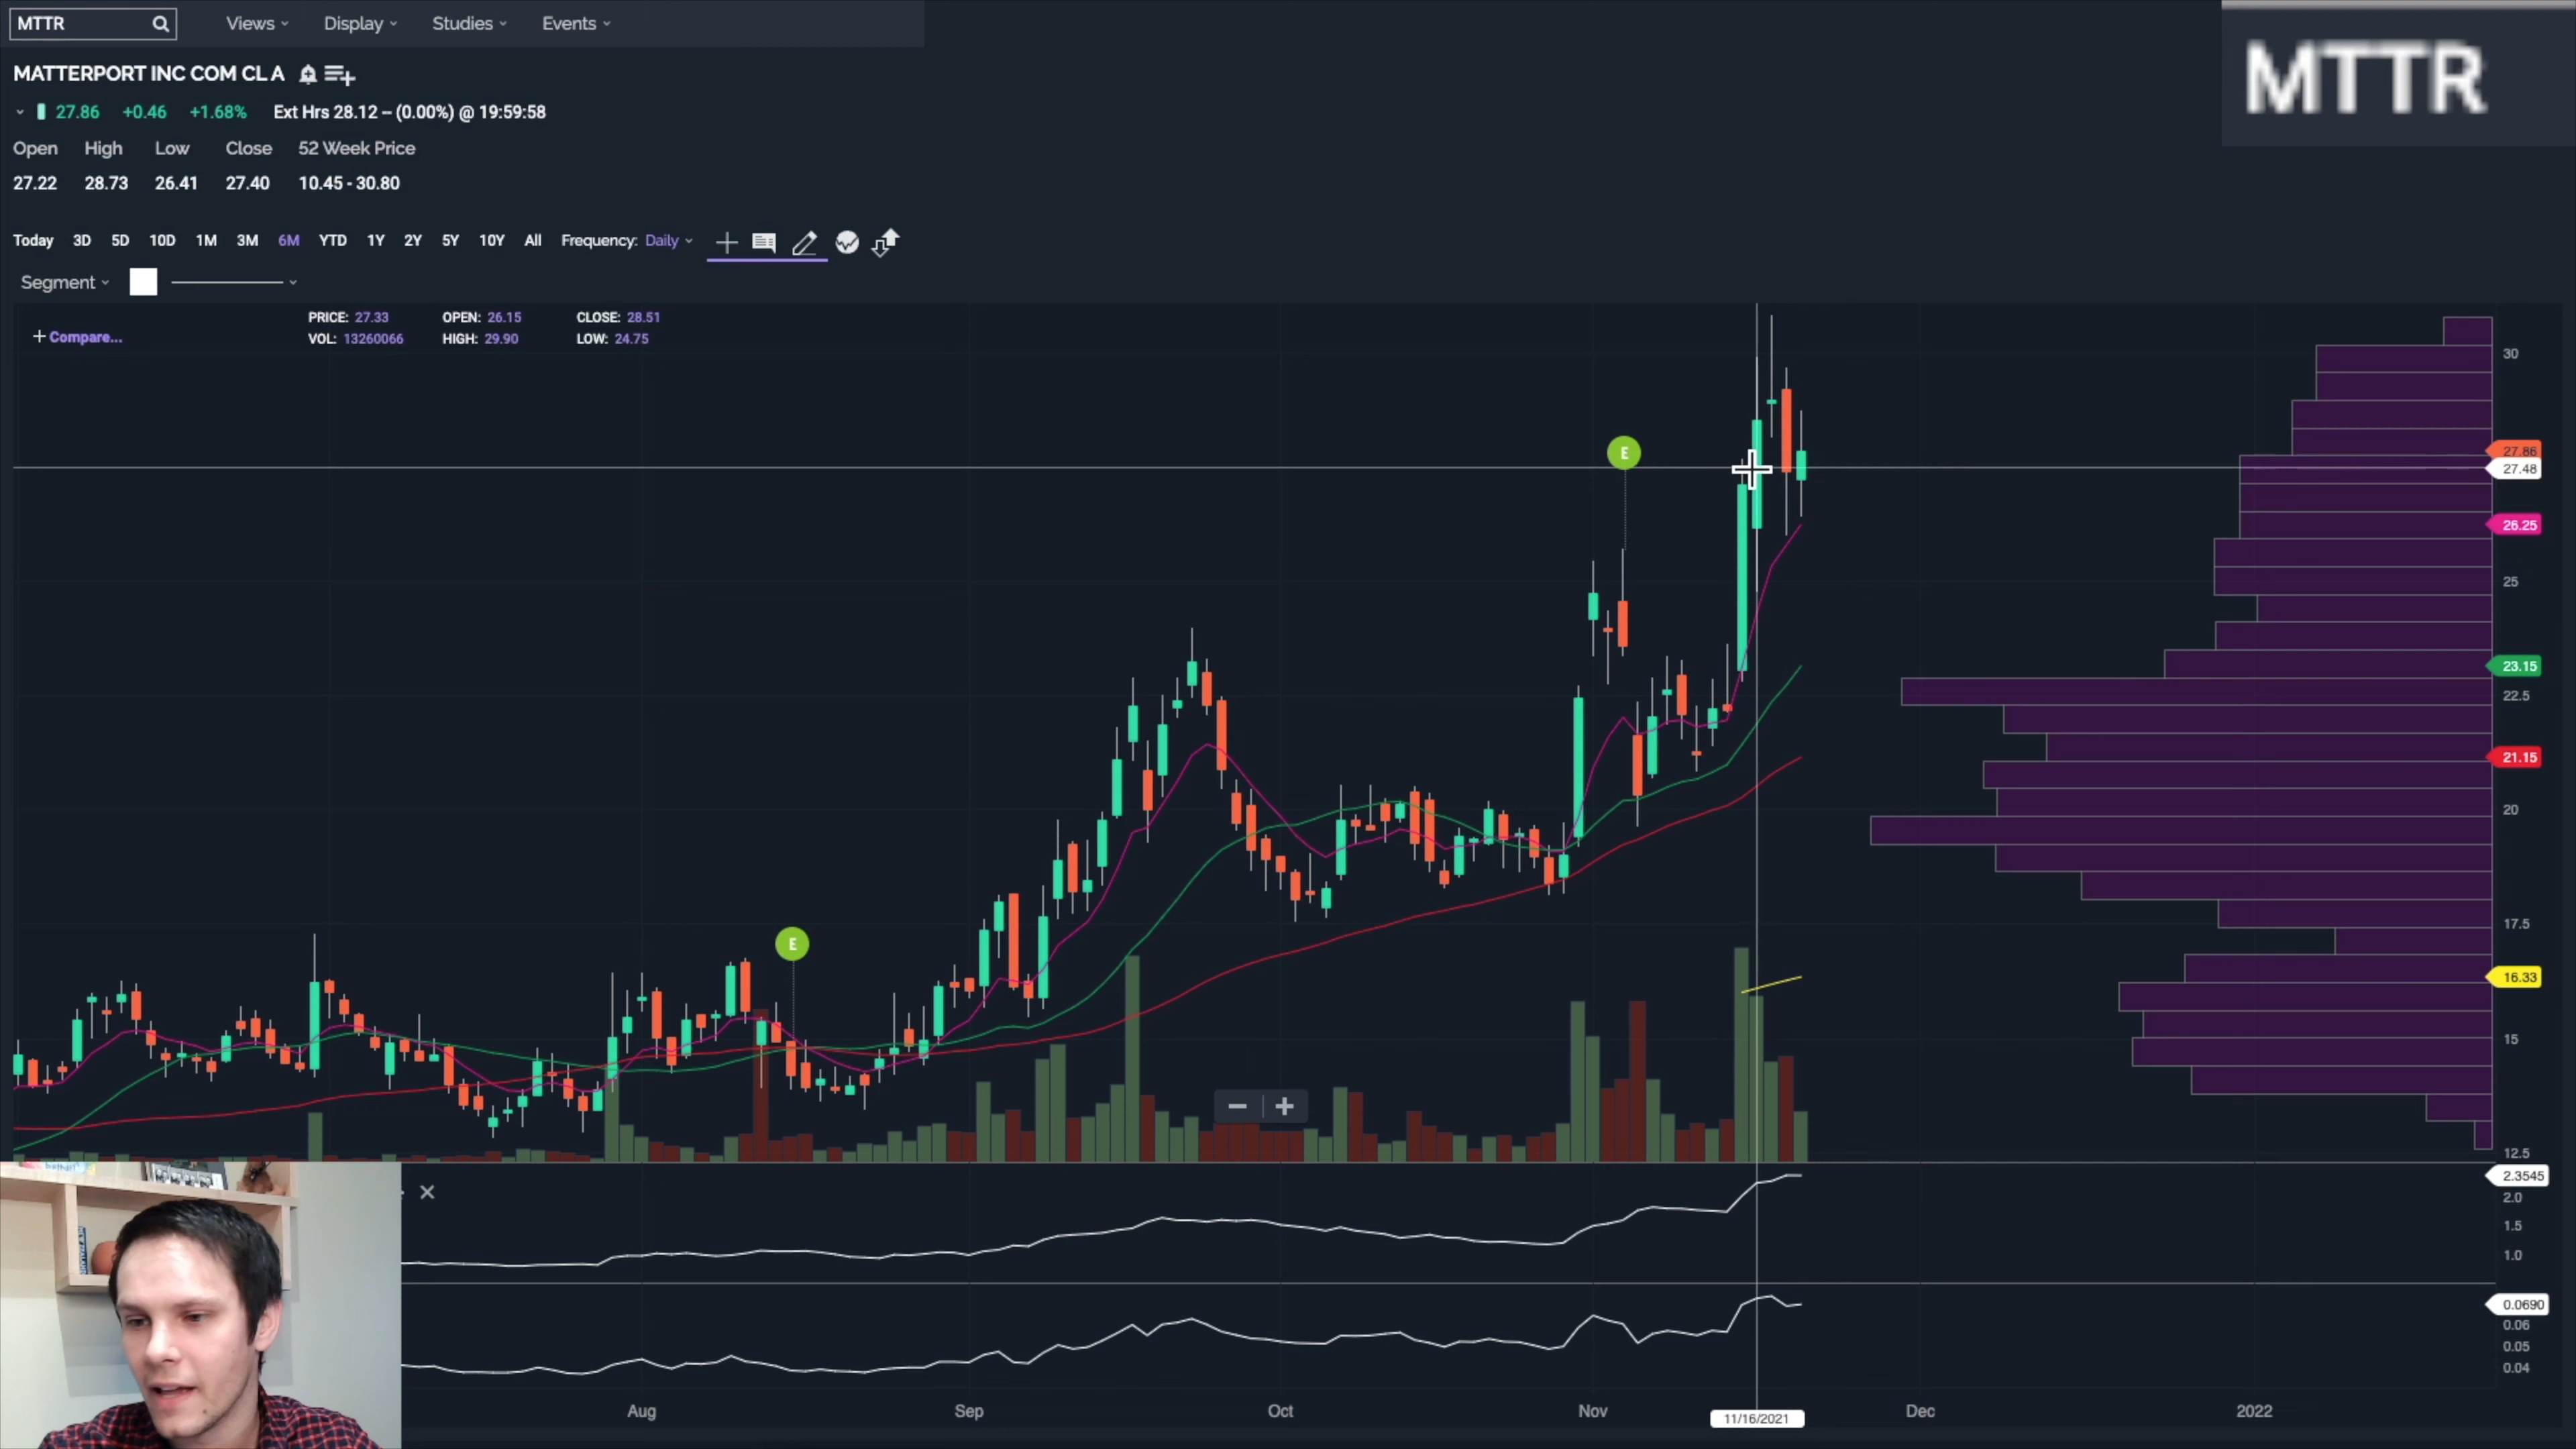 MTTR
Views Display Studies Events
MTTR
MATTERPORT INC COM CL A
27.86 +0.46 +1.68% Ext Hrs 28.12 – (0.00%) @ 19:59:58
Open High Low Close 52 Week Price
27.22 28.73 26.41 27.40 10.45 - 30.80
Today 3D 5D 10D 1M 3M 6M YTD 1Y 2Y 5Y 10Y All Frequency: Daily
Segment
PRICE: 27.33 OPEN: 26.15 CLOSE: 28.51
+ Compare...
VOL: 13260066 HIGH: 29.90 LOW: 24.75
30
E
27.86
27.48
26.25
25
23.15
22.5
21.15
20
17.5
E
16.33
15
− +
12.5
2.3545
2.0
1.5
1.0
0.0690
0.06
0.05
0.04
Aug Sep Oct Nov Dec 2022
11/16/2021